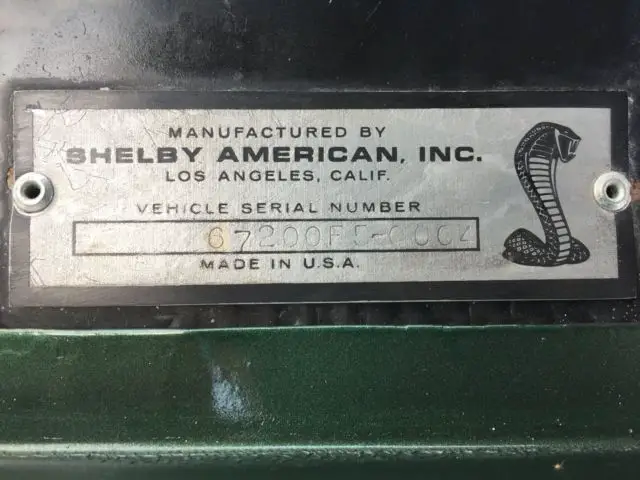 MANUFACTURED BY
SHELBY AMERICAN, INC.
LOS ANGELES, CALIF.
VEHICLE SERIAL NUMBER
MADE IN U.S.A.